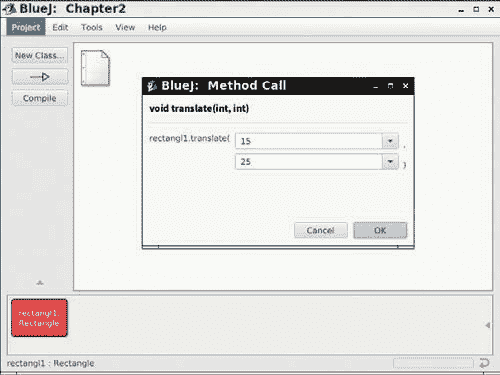 BlueJ: Chapter2
Project Edit Tools View Help
New Class...
Compile
BlueJ: Method Call
void translate(int, int)
rectangl1.translate( 15 ,
25 )
Cancel OK
rectangl1:
Rectangle
rectangl1 : Rectangle